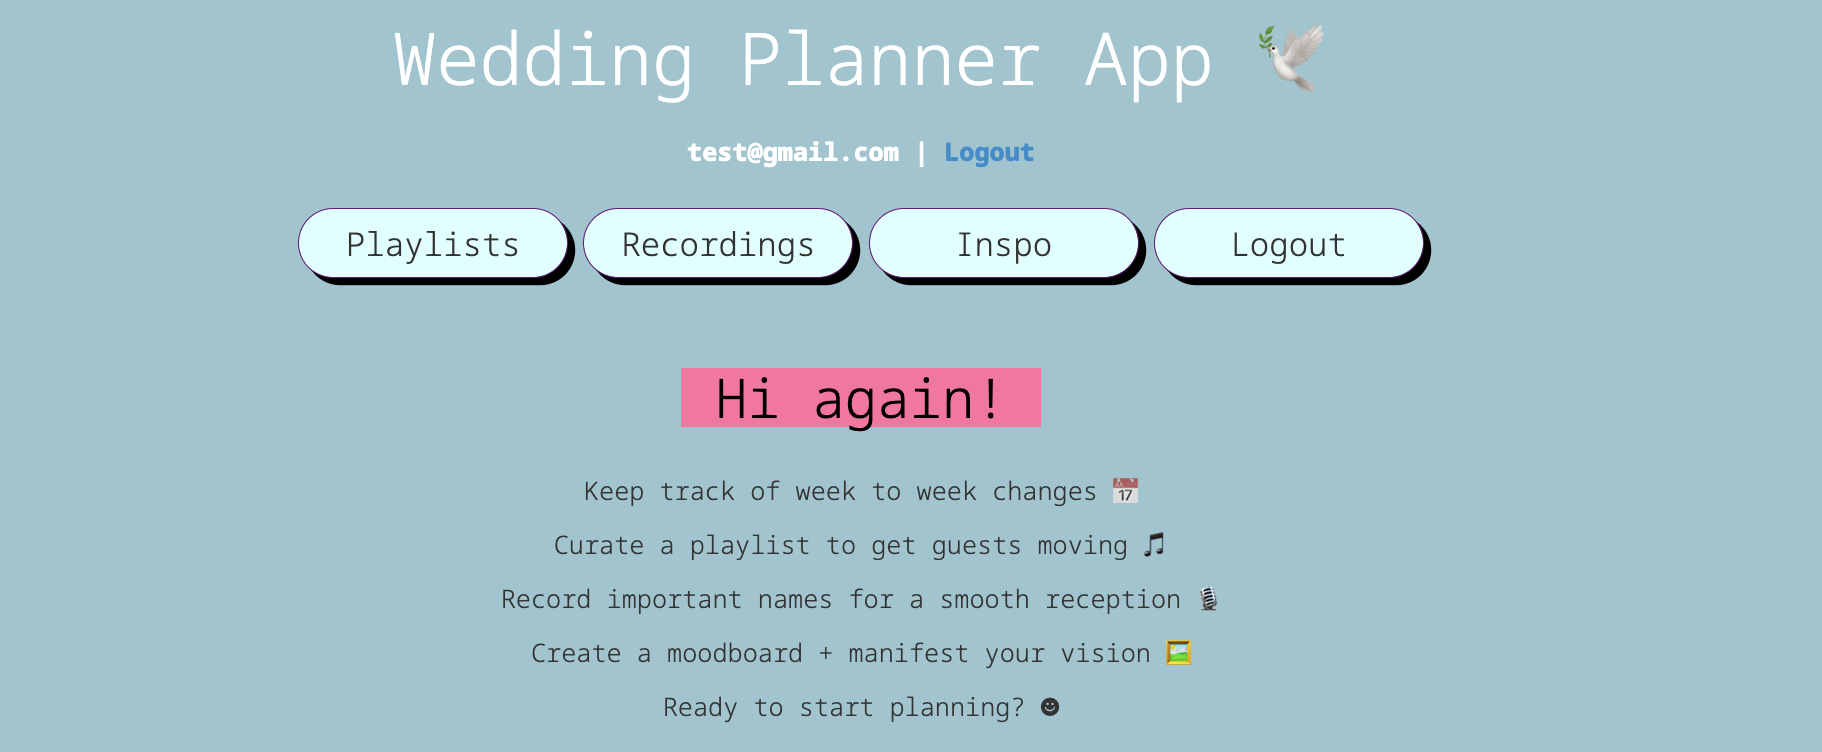 Wedding Planner App 🕊️
test@gmail.com | Logout
Playlists Recordings Inspo Logout
Hi again!
Keep track of week to week changes 📅
Curate a playlist to get guests moving 🎵
Record important names for a smooth reception 🎙️
Create a moodboard + manifest your vision 🖼️
Ready to start planning? ☻